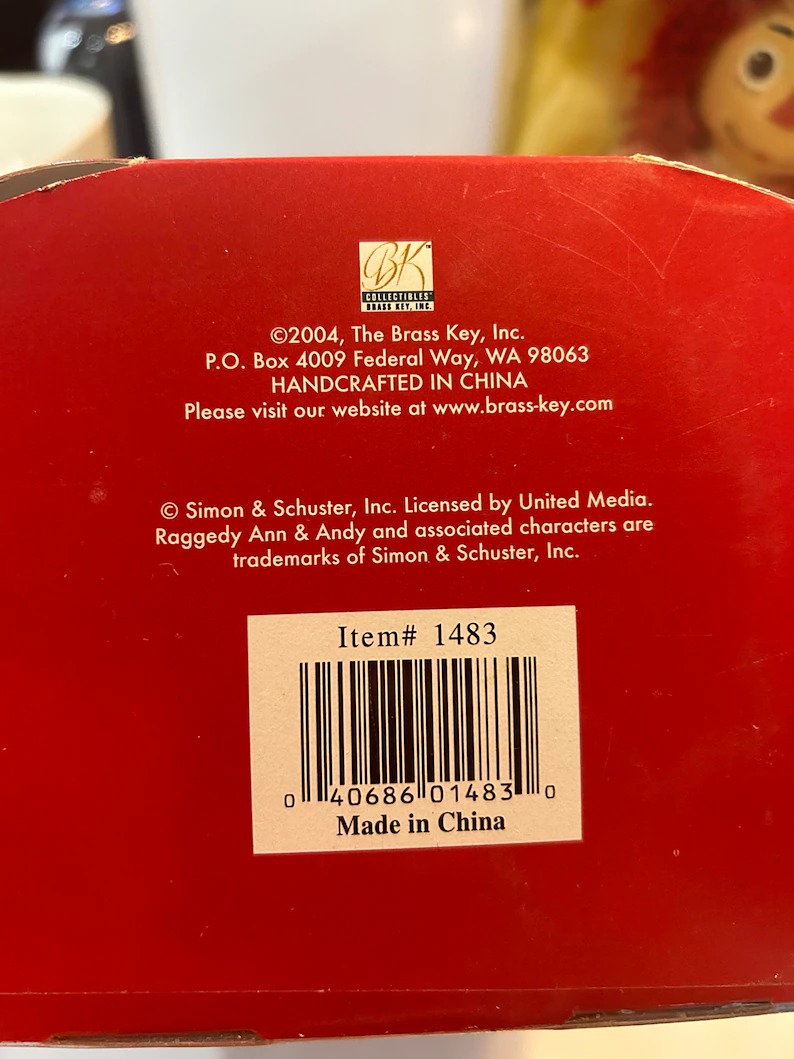 BK™
COLLECTIBLES™
BRASS KEY, INC.
©2004, The Brass Key, Inc.
P.O. Box 4009 Federal Way, WA 98063
HANDCRAFTED IN CHINA
Please visit our website at www.brass-key.com
© Simon & Schuster, Inc. Licensed by United Media.
Raggedy Ann & Andy and associated characters are
trademarks of Simon & Schuster, Inc.
Item# 1483
0 40686 01483 0
Made in China